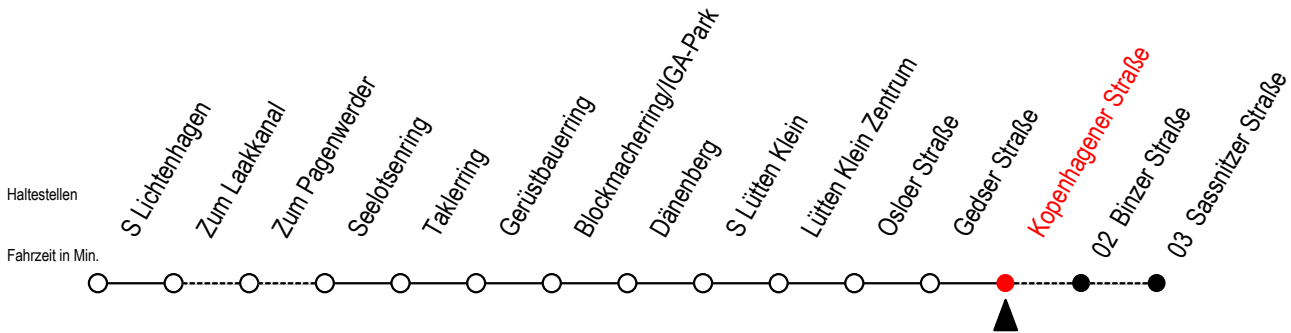 Haltestellen
Fahrzeit in Min.
S Lichtenhagen
Zum Laakkanal
Zum Pagenwerder
Seelotsenring
Taklerring
Gerüstbauerring
Blockmacherring/IGA-Park
Dänenberg
S Lütten Klein
Lütten Klein Zentrum
Osloer Straße
Gedser Straße
Kopenhagener Straße
02 Binzer Straße
03 Sassnitzer Straße